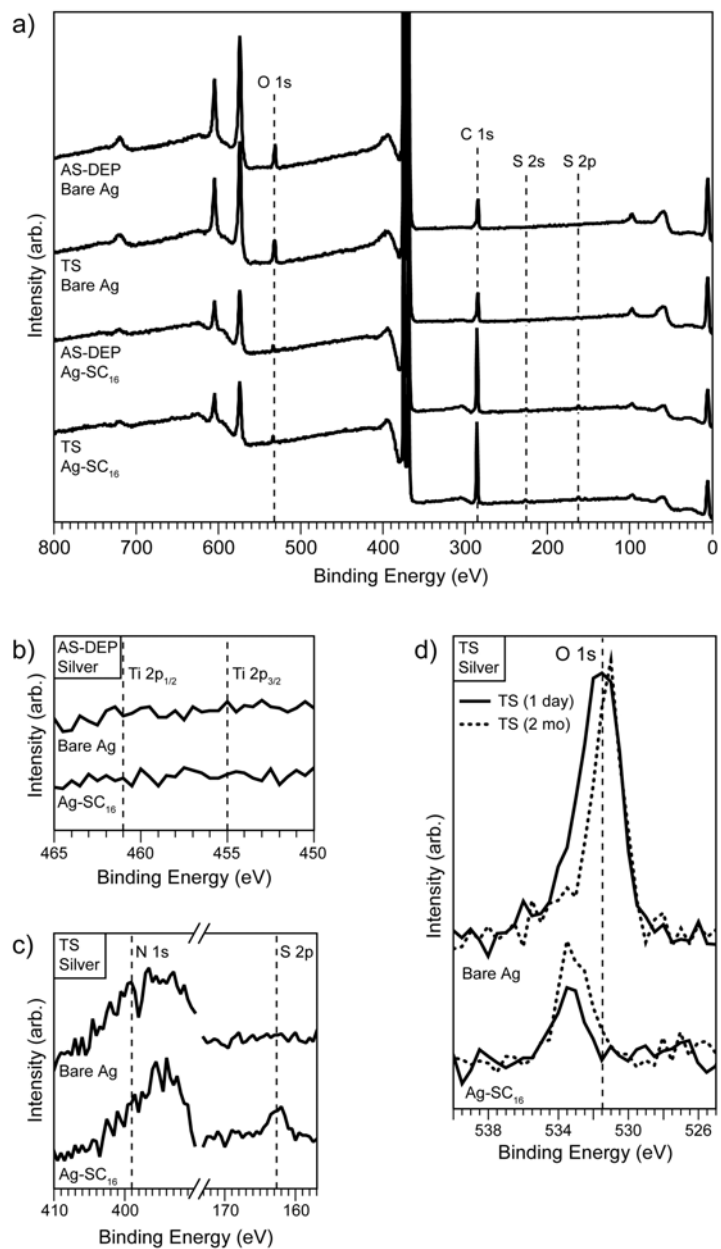 a)
O 1s
C 1s
S 2s
S 2p
AS-DEP
Bare Ag
TS
Bare Ag
AS-DEP
Ag-SC₁₆
TS
Ag-SC₁₆
Intensity (arb.)
800 700 600 500 400 300 200 100 0
Binding Energy (eV)
b)
AS-DEP
Silver
Ti 2p₁/₂
Ti 2p₃/₂
Bare Ag
Ag-SC₁₆
Intensity (arb.)
465 460 455 450
Binding Energy (eV)
c)
TS
Silver
N 1s
S 2p
Bare Ag
Ag-SC₁₆
Intensity (arb.)
410 400 170 160
Binding Energy (eV)
d)
TS
Silver
O 1s
TS (1 day)
TS (2 mo)
Bare Ag
Ag-SC₁₆
Intensity (arb.)
538 534 530 526
Binding Energy (eV)